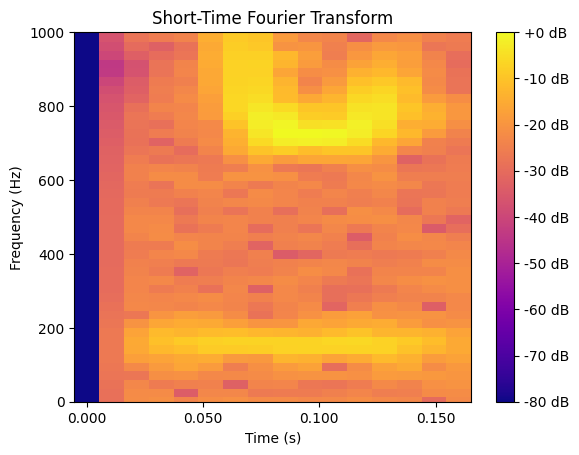 Short-Time Fourier Transform
1000
800
600
400
200
0
Frequency (Hz)
0.000
0.050
0.100
0.150
Time (s)
+0 dB
-10 dB
-20 dB
-30 dB
-40 dB
-50 dB
-60 dB
-70 dB
-80 dB